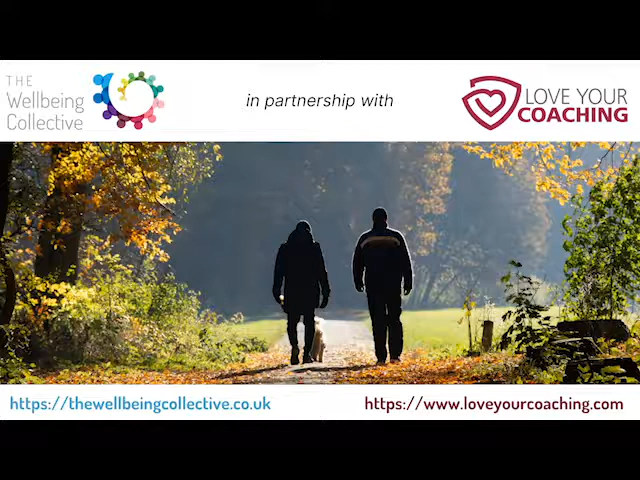 THE
Wellbeing
Collective
in partnership with
LOVE YOUR
COACHING
https://thewellbeingcollective.co.uk
https://www.loveyourcoaching.com